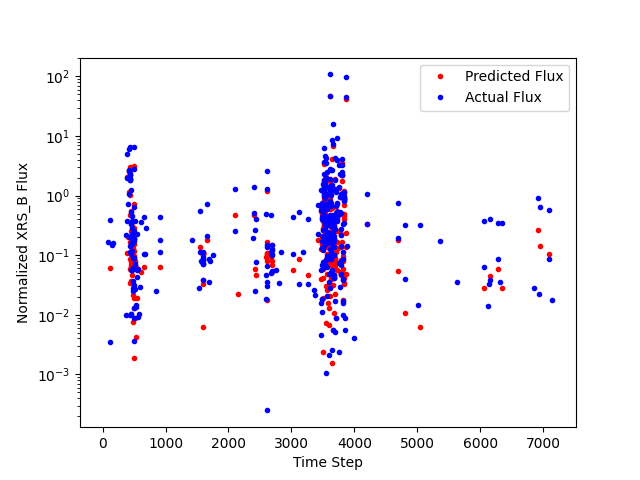 Predicted Flux
Actual Flux
10²
10¹
10⁰
10⁻¹
10⁻²
10⁻³
Normalized XRS_B Flux
0 1000 2000 3000 4000 5000 6000 7000
Time Step